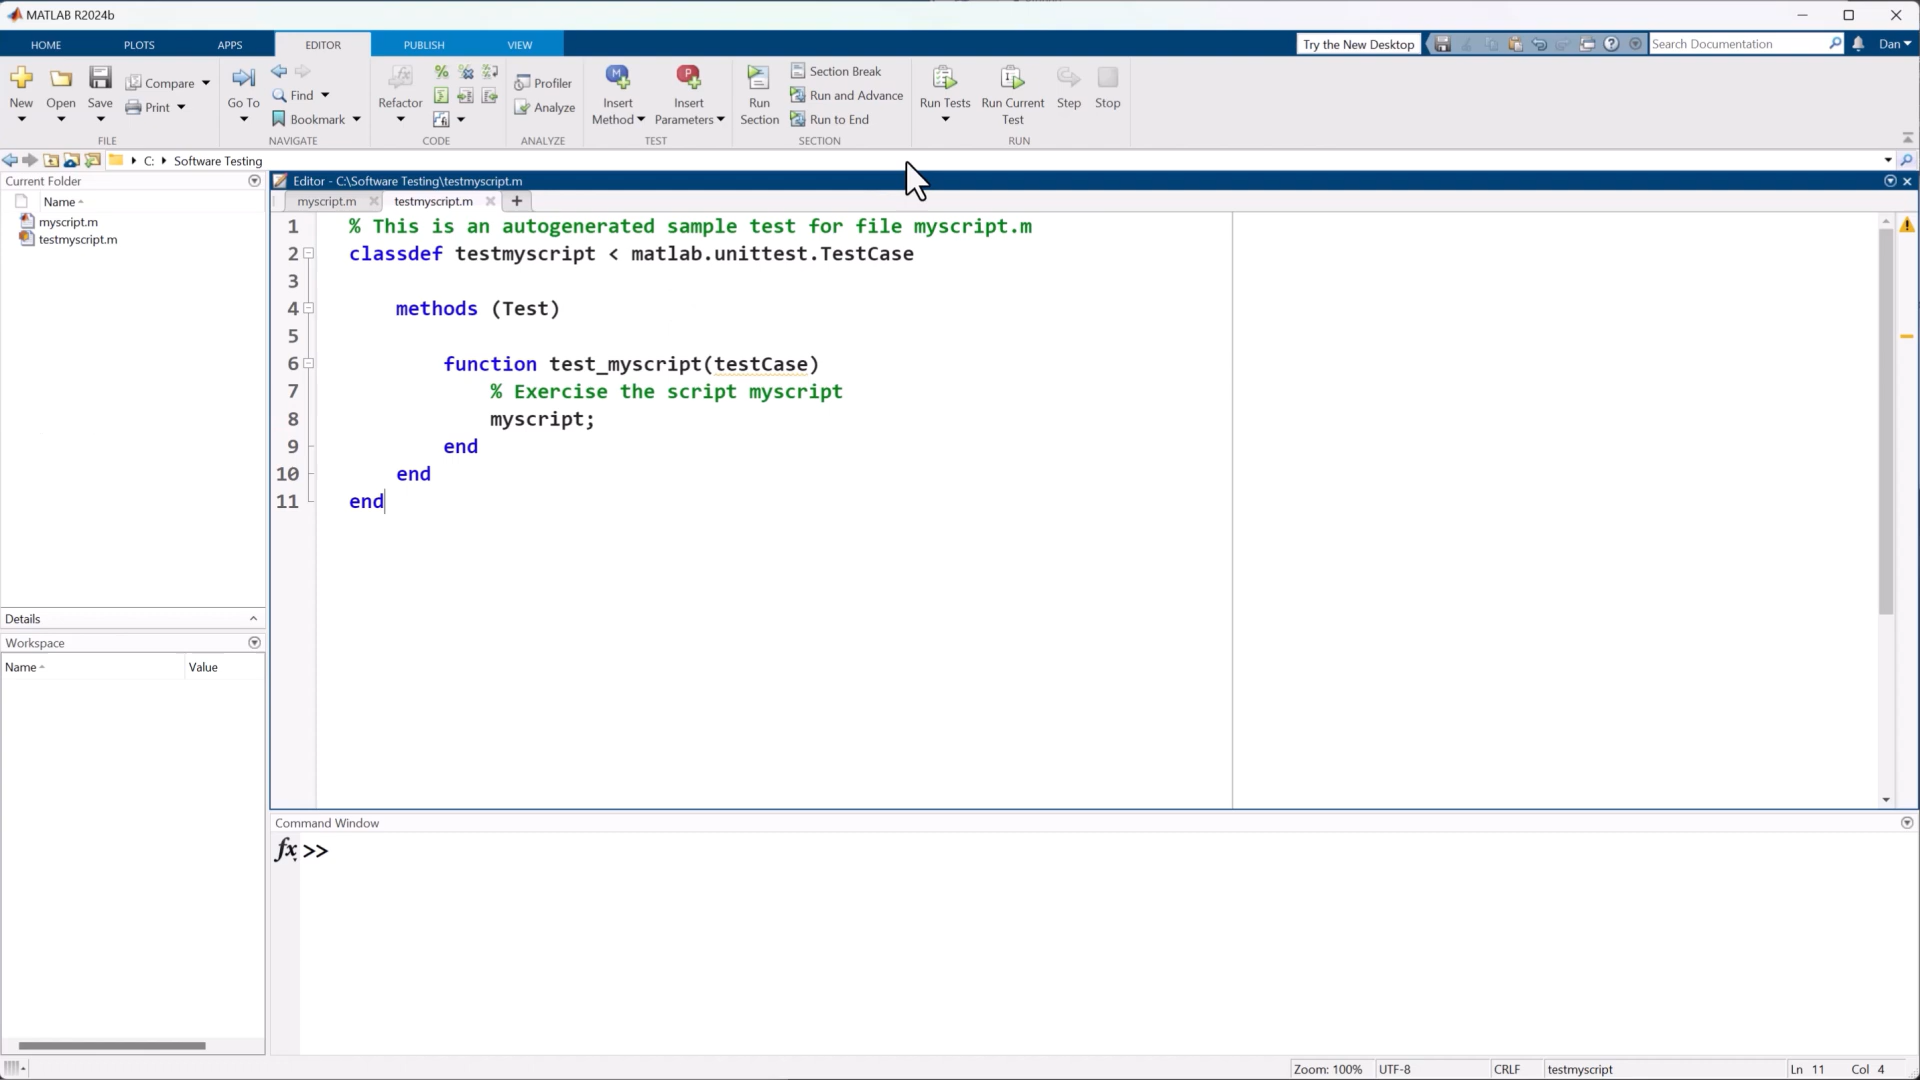 MATLAB R2024b
HOME PLOTS APPS EDITOR PUBLISH VIEW
Try the New Desktop
Search Documentation
Dan
New
Open
Save
Compare
Print
FILE
Go To
Find
Bookmark
NAVIGATE
Refactor
CODE
Profiler
Analyze
ANALYZE
Insert
Method
Insert
Parameters
TEST
Run
Section
Section Break
Run and Advance
Run to End
SECTION
Run Tests
Run Current
Test
Step
Stop
RUN
C: Software Testing
Current Folder
Name
myscript.m
testmyscript.m
Details
Workspace
Name Value
Editor - C:\Software Testing\testmyscript.m
myscript.m testmyscript.m +
1 % This is an autogenerated sample test for file myscript.m
2 classdef testmyscript < matlab.unittest.TestCase
3
4 methods (Test)
5
6 function test_myscript(testCase)
7 % Exercise the script myscript
8 myscript;
9 end
10 end
11 end
Command Window
fx >>
Zoom: 100% UTF-8 CRLF testmyscript Ln 11 Col 4